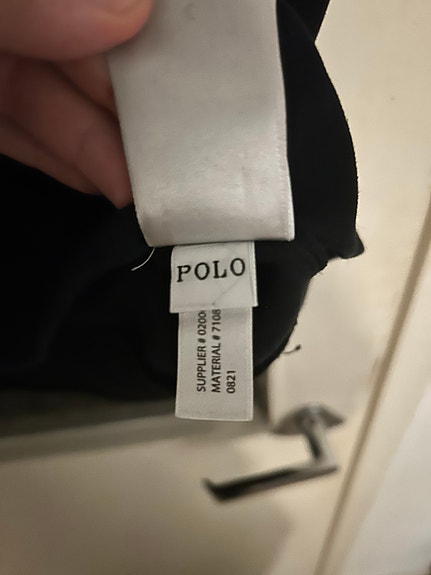 POLO
SUPPLIER # 0200
MATERIAL # 7108
0821